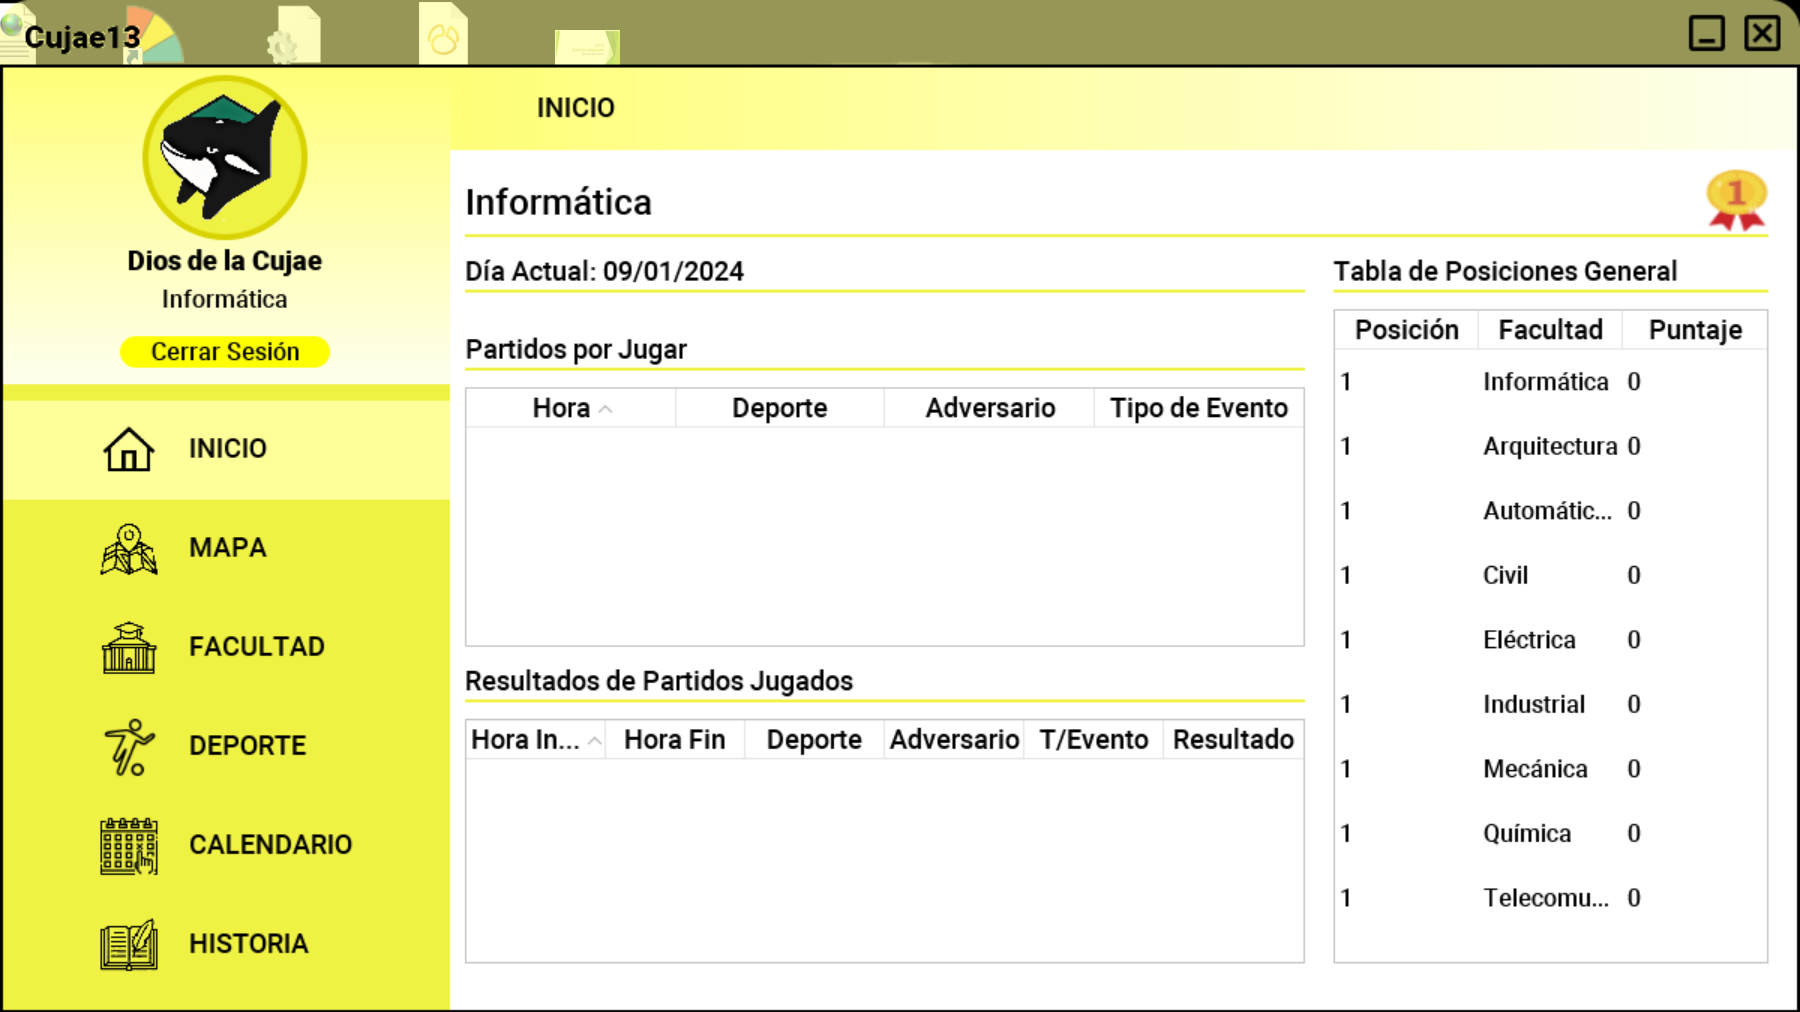 Cujae13
Dios de la Cujae
Informática
Cerrar Sesión
INICIO
MAPA
FACULTAD
DEPORTE
CALENDARIO
HISTORIA
INICIO
Informática
1
Día Actual: 09/01/2024
Partidos por Jugar
Hora Deporte Adversario Tipo de Evento
Resultados de Partidos Jugados
Hora In... Hora Fin Deporte Adversario T/Evento Resultado
Tabla de Posiciones General
Posición Facultad Puntaje
1 Informática 0
1 Arquitectura 0
1 Automátic... 0
1 Civil 0
1 Eléctrica 0
1 Industrial 0
1 Mecánica 0
1 Química 0
1 Telecomu... 0